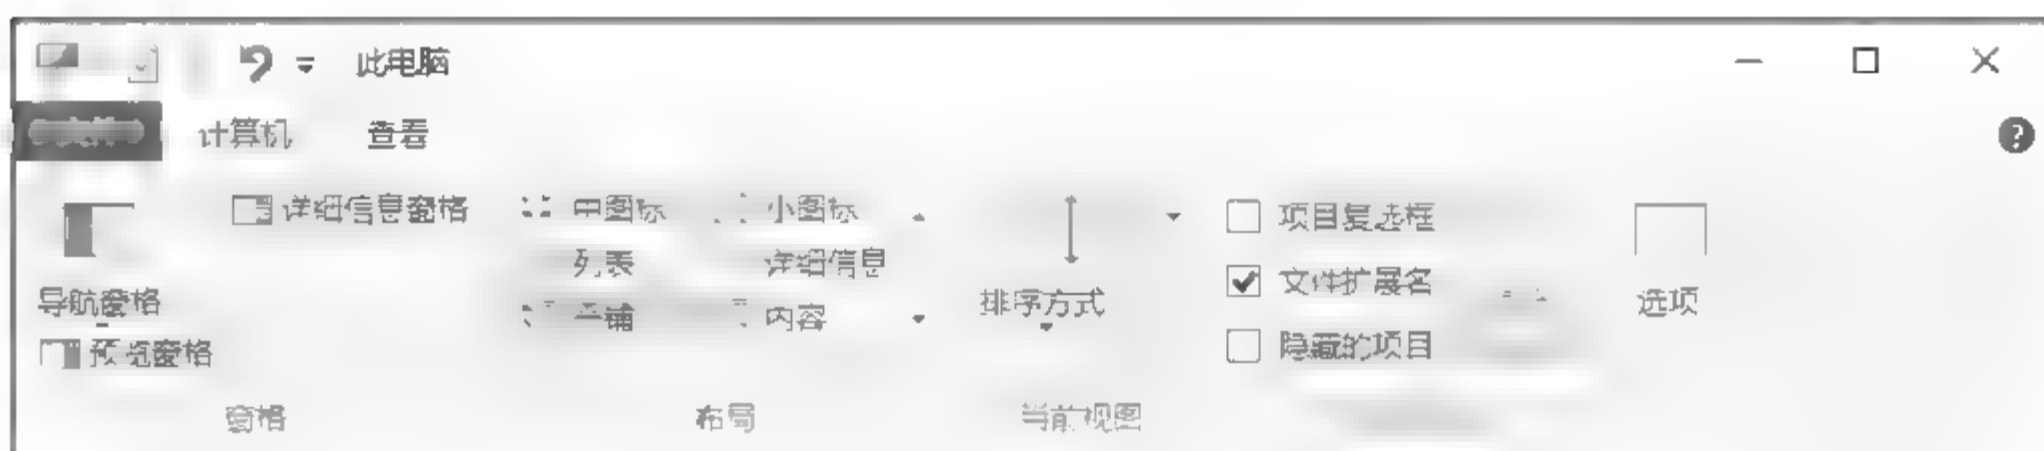 此电脑
计算机 查看
详细信息窗格 中图标 小图标 项目复选框
列表 详细信息
文件扩展名
导航窗格 平铺 内容 排序方式 选项
预览窗格 隐藏的项目
窗格 布局 当前视图